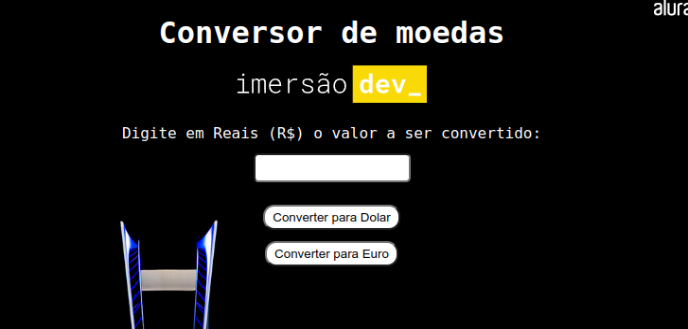 alura
Conversor de moedas
imersão dev_
Digite em Reais (R$) o valor a ser convertido:
Converter para Dolar
Converter para Euro